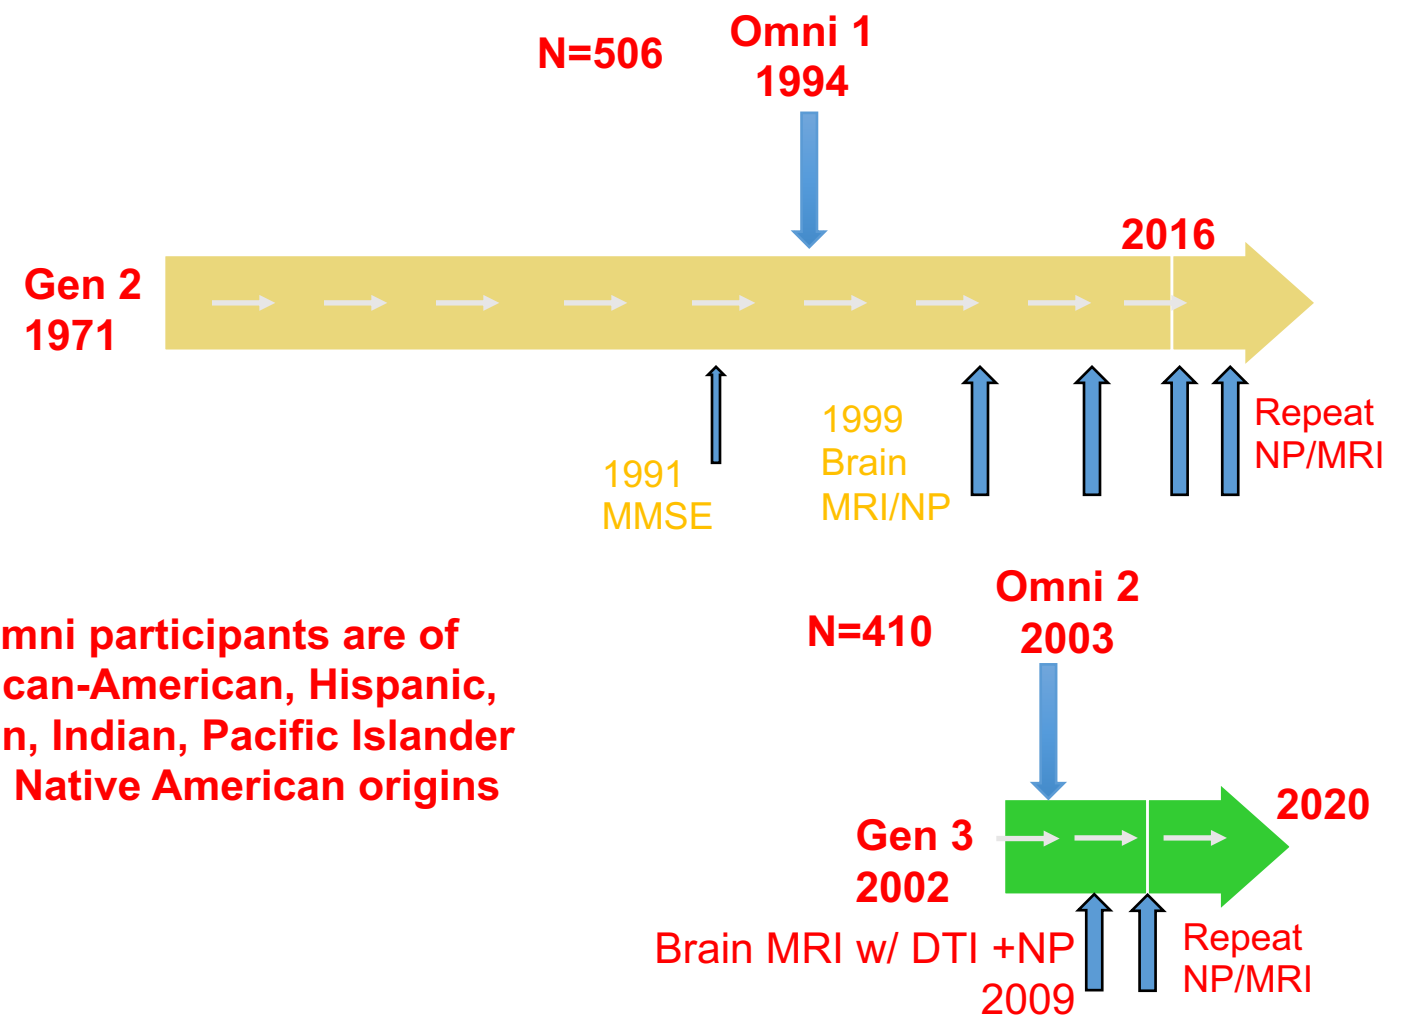 N=506
Omni 1
1994
2016
Gen 2
1971
1991
MMSE
1999
Brain
MRI/NP
Repeat
NP/MRI
mni participants are of
can-American, Hispanic,
n, Indian, Pacific Islander
Native American origins
N=410
Omni 2
2003
2020
Gen 3
2002
Brain MRI w/ DTI +NP
2009
Repeat
NP/MRI